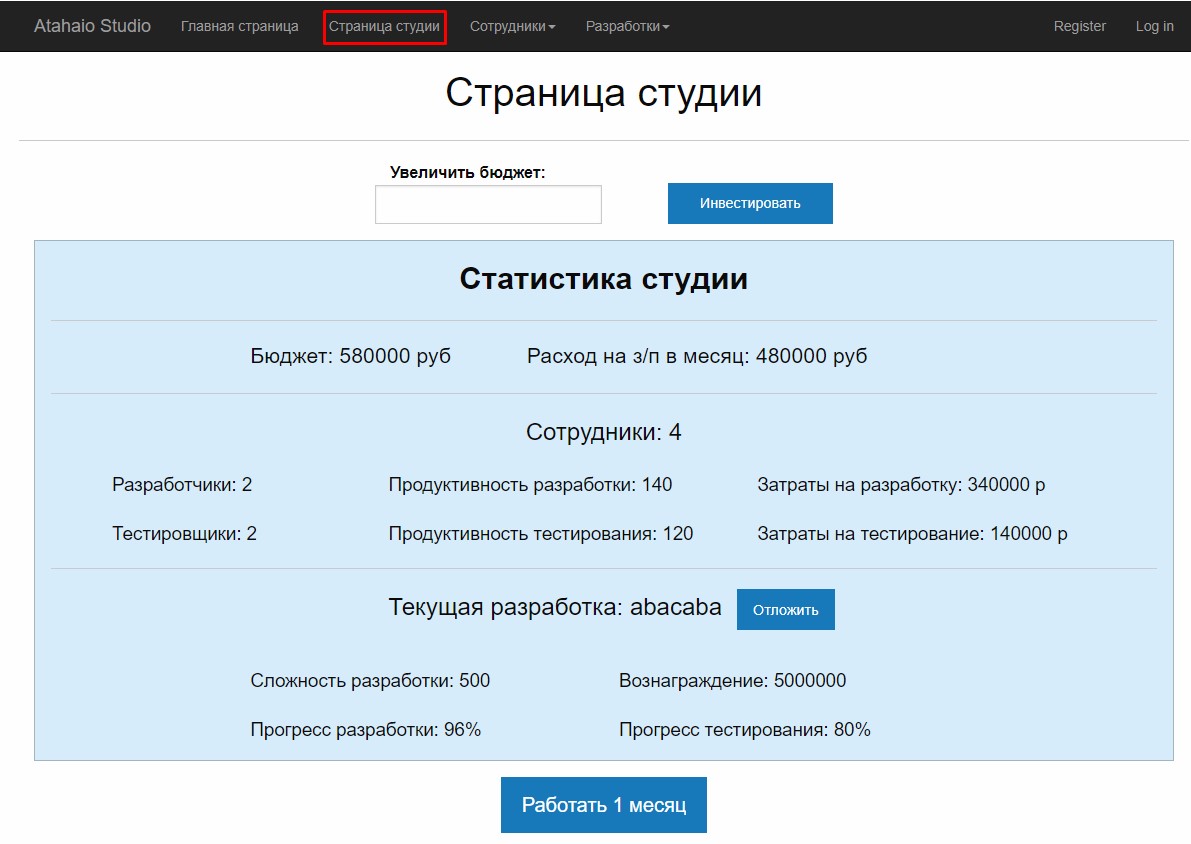 Atahaio Studio Главная страница Страница студии Сотрудники Разработки Register Log in
Страница студии
Увеличить бюджет:
Инвестировать
Статистика студии
Бюджет: 580000 руб Расход на з/п в месяц: 480000 руб
Сотрудники: 4
Разработчики: 2 Продуктивность разработки: 140 Затраты на разработку: 340000 р
Тестировщики: 2 Продуктивность тестирования: 120 Затраты на тестирование: 140000 р
Текущая разработка: abacaba Отложить
Сложность разработки: 500 Вознаграждение: 5000000
Прогресс разработки: 96% Прогресс тестирования: 80%
Работать 1 месяц